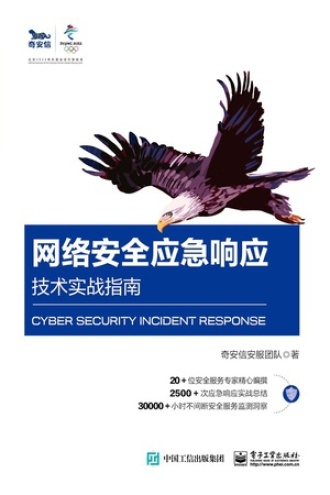 奇安信
网络安全应急响应
技术实战指南
CYBER SECURITY INCIDENT RESPONSE
奇安信安服团队◎著
20+位安全服务专家精心编撰
2500+次应急响应实战总结
30000+小时不间断安全服务监测洞察
中国工信出版集团
电子工业出版社